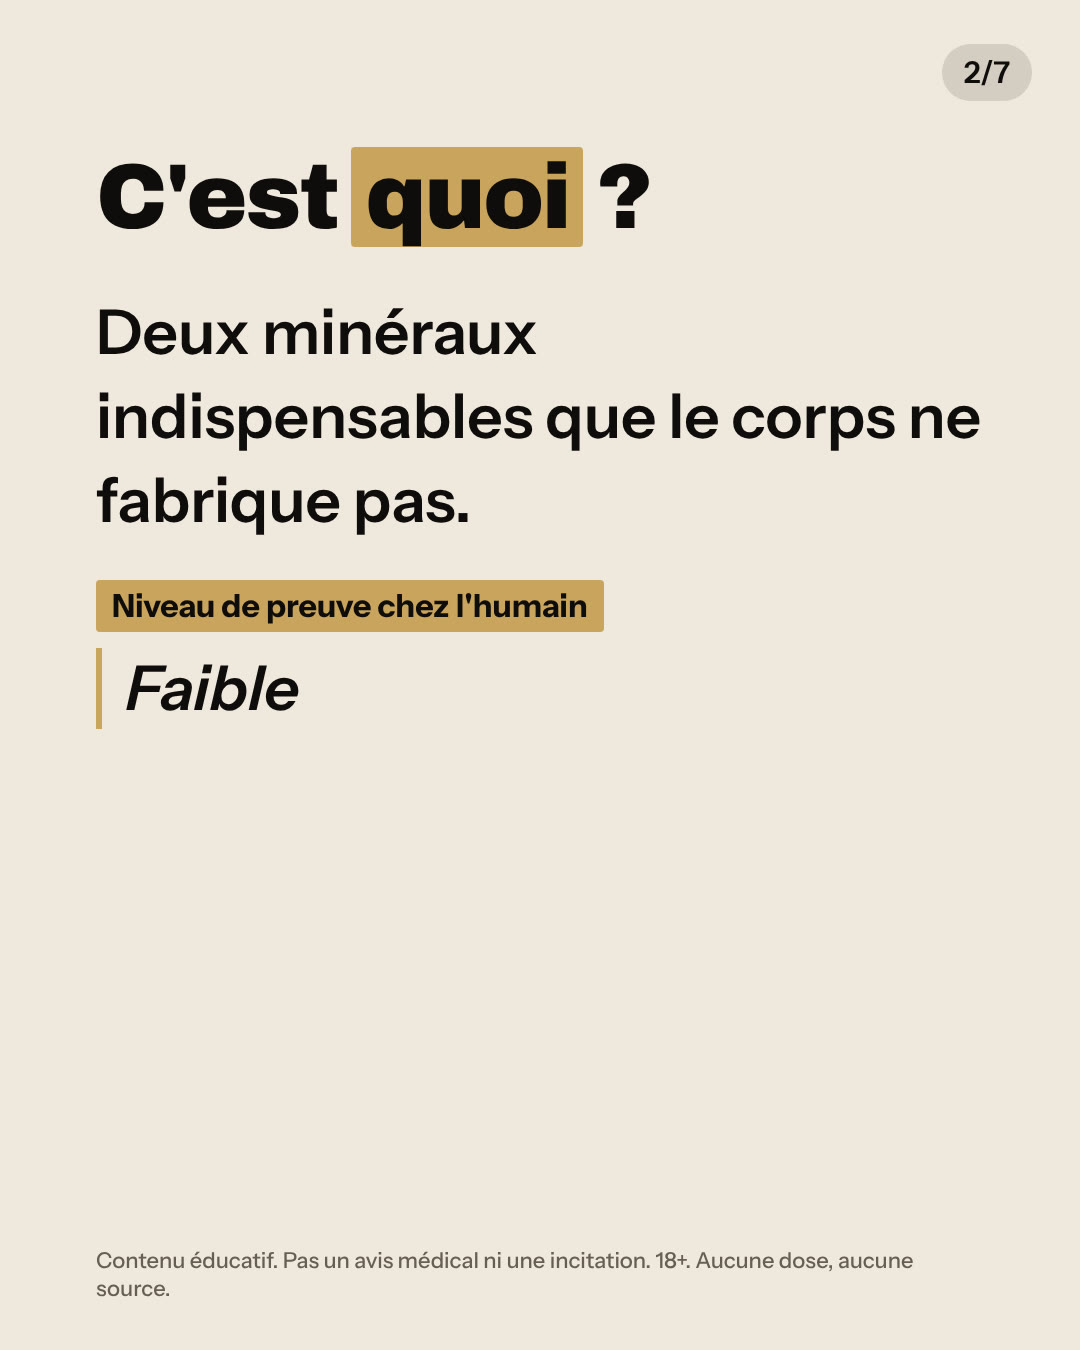 2/7
C'est quoi ?
Deux minéraux
indispensables que le corps ne
fabrique pas.
Niveau de preuve chez l'humain
Faible
Contenu éducatif. Pas un avis médical ni une incitation. 18+. Aucune dose, aucune
source.